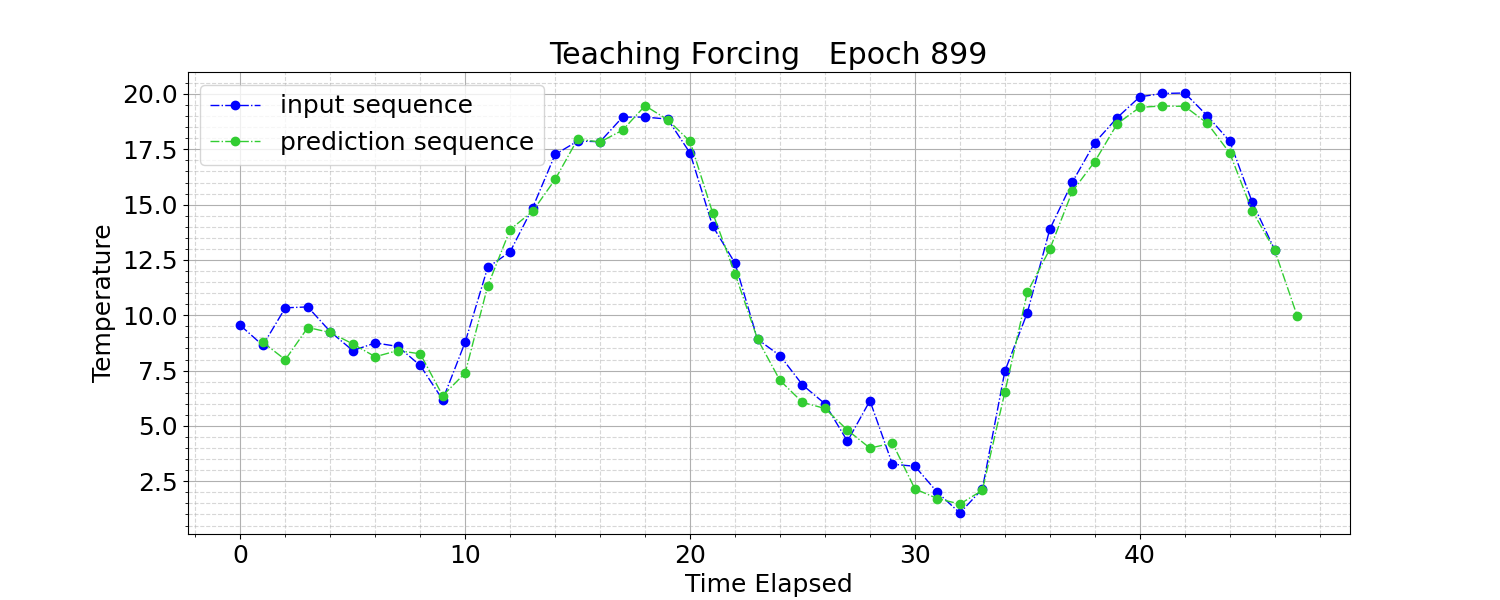 Teaching Forcing   Epoch 899
input sequence
prediction sequence
Temperature
20.0
17.5
15.0
12.5
10.0
7.5
5.0
2.5
0 10 20 30 40
Time Elapsed